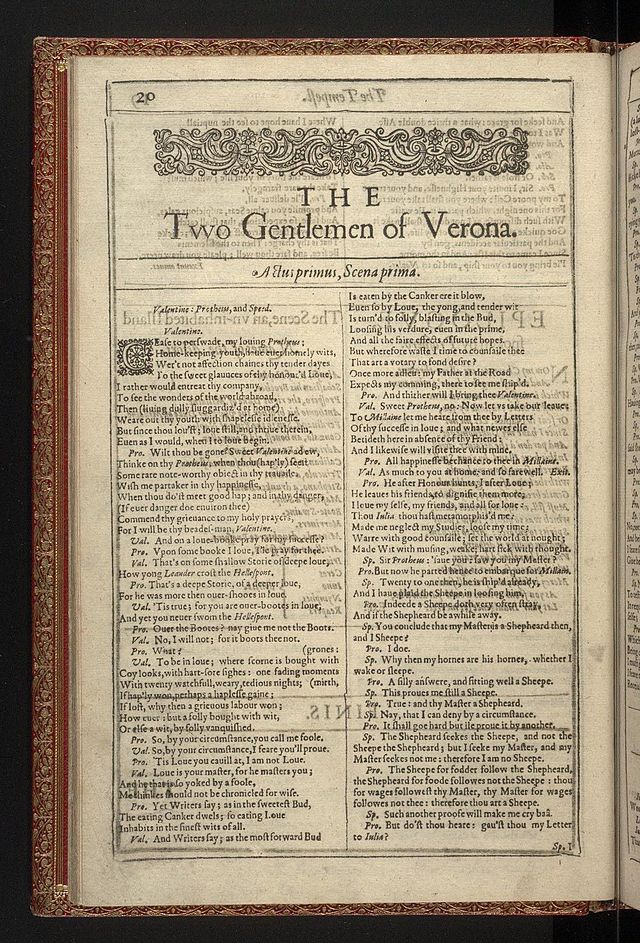 20
THE
Two Gentlemen of Verona.
Actus primus, Scena prima.
Valentine: Protheus, and Speed.
Valentine.
CEase to perswade, my louing Protheus;
Home-keeping youth, haue euer homely wits,
Wer't not affection chaines thy tender dayes
To the sweet glaunces of thy honour'd Loue,
I rather would entreat thy company,
To see the wonders of the world abroad,
Then (liuing dully sluggardiz'd at home)
Weare out thy youth with shapelesse idlenesse.
But since thou lou'st; loue still, and thriue therein,
Euen as I would, when I to loue begin.
Pro. Wilt thou be gone? Sweet Valentine adew,
Thinke on thy Protheus, when thou (hap'ly) seest
Some rare note-worthy obiect in thy trauaile.
Wish me partaker in thy happinesse,
When thou do'st meet good hap; and in thy danger,
(If euer danger doe enuiron thee)
Commend thy grieuance to my holy prayers,
For I will be thy beades-man, Valentine.
Val. And on a loue-booke pray for my successe?
Pro. Vpon some booke I loue, I'le pray for thee.
Val. That's on some shallow Storie of deepe loue,
How yong Leander crost the Hellespont.
Pro. That's a deepe Storie, of a deeper loue,
For he was more then ouer-shooes in loue.
Val. 'Tis true; for you are ouer-bootes in loue,
And yet you neuer swom the Hellespont.
Pro. Ouer the Bootes? nay giue me not the Boots.
Val. No, I will not; for it boots thee not.
Pro. What? (grones:
Val. To be in loue; where scorne is bought with
Coy looks, with hart-sore sighes: one fading moments
With twenty watchfull, weary, tedious nights; (mirth,
If hap'ly won, perhaps a haplesse gaine;
If lost, why then a grieuous labour won;
How euer: but a folly bought with wit,
Or else a wit, by folly vanquished.
Pro. So, by your circumstance, you call me foole.
Val. So, by your circumstance, I feare you'll proue.
Pro. 'Tis Loue you cauill at, I am not Loue.
Val. Loue is your master, for he masters you;
And he that is so yoked by a foole,
Me thinkes should not be chronicled for wise.
Pro. Yet Writers say; as in the sweetest Bud,
The eating Canker dwels; so eating Loue
Inhabits in the finest wits of all.
Val. And Writers say; as the most forward Bud
Is eaten by the Canker ere it blow,
Euen so by Loue, the yong, and tender wit
Is turn'd to folly, blasting in the Bud,
Loosing his verdure, euen in the prime,
And all the faire effects of future hopes.
But wherefore waste I time to counsaile thee
That art a votary to fond desire?
Once more adieu: my Father at the Road
Expects my comming, there to see me ship'd.
Pro. And thither will I bring thee Valentine.
Val. Sweet Protheus, no: Now let vs take our leaue:
To Millaine let me heare from thee by Letters
Of thy successe in loue; and what newes else
Betideth here in absence of thy Friend:
And I likewise will visite thee with mine.
Pro. All happinesse bechance to thee in Millaine.
Val. As much to you at home: and so farewell. Exit.
Pro. He after Honour hunts, I after Loue;
He leaues his friends, to dignifie them more;
I loue my selfe, my friends, and all for loue:
Thou Iulia thou hast metamorphis'd me:
Made me neglect my Studies, loose my time;
Warre with good counsaile; set the world at nought;
Made Wit with musing, weake; hart sick with thought.
Sp. Sir Protheus: 'saue you: saw you my Master?
Pro. But now he parted hence to embarque for Millain.
Sp. Twenty to one then, he is ship'd already,
And I haue plaid the Sheepe in loosing him.
Pro. Indeede a Sheepe doth very often stray,
And if the Shepheard be awhile away.
Sp. You conclude that my Master is a Shepheard then,
and I Sheepe?
Pro. I doe.
Sp. Why then my hornes are his hornes, whether I
wake or sleepe.
Pro. A silly answere, and fitting well a Sheepe.
Sp. This proues me still a Sheepe.
Pro. True: and thy Master a Shepheard.
Sp. Nay, that I can deny by a circumstance.
Pro. It shall goe hard but ile proue it by another.
Sp. The Shepheard seekes the Sheepe, and not the
Sheepe the Shepheard; but I seeke my Master, and my
Master seekes not me: therefore I am no Sheepe.
Pro. The Sheepe for fodder follow the Shepheard,
the Shepheard for foode followes not the Sheepe: thou
for wages followest thy Master, thy Master for wages
followes not thee: therefore thou art a Sheepe.
Sp. Such another proofe will make me cry baâ.
Pro. But do'st thou heare: gau'st thou my Letter
to Iulia?
Sp. I